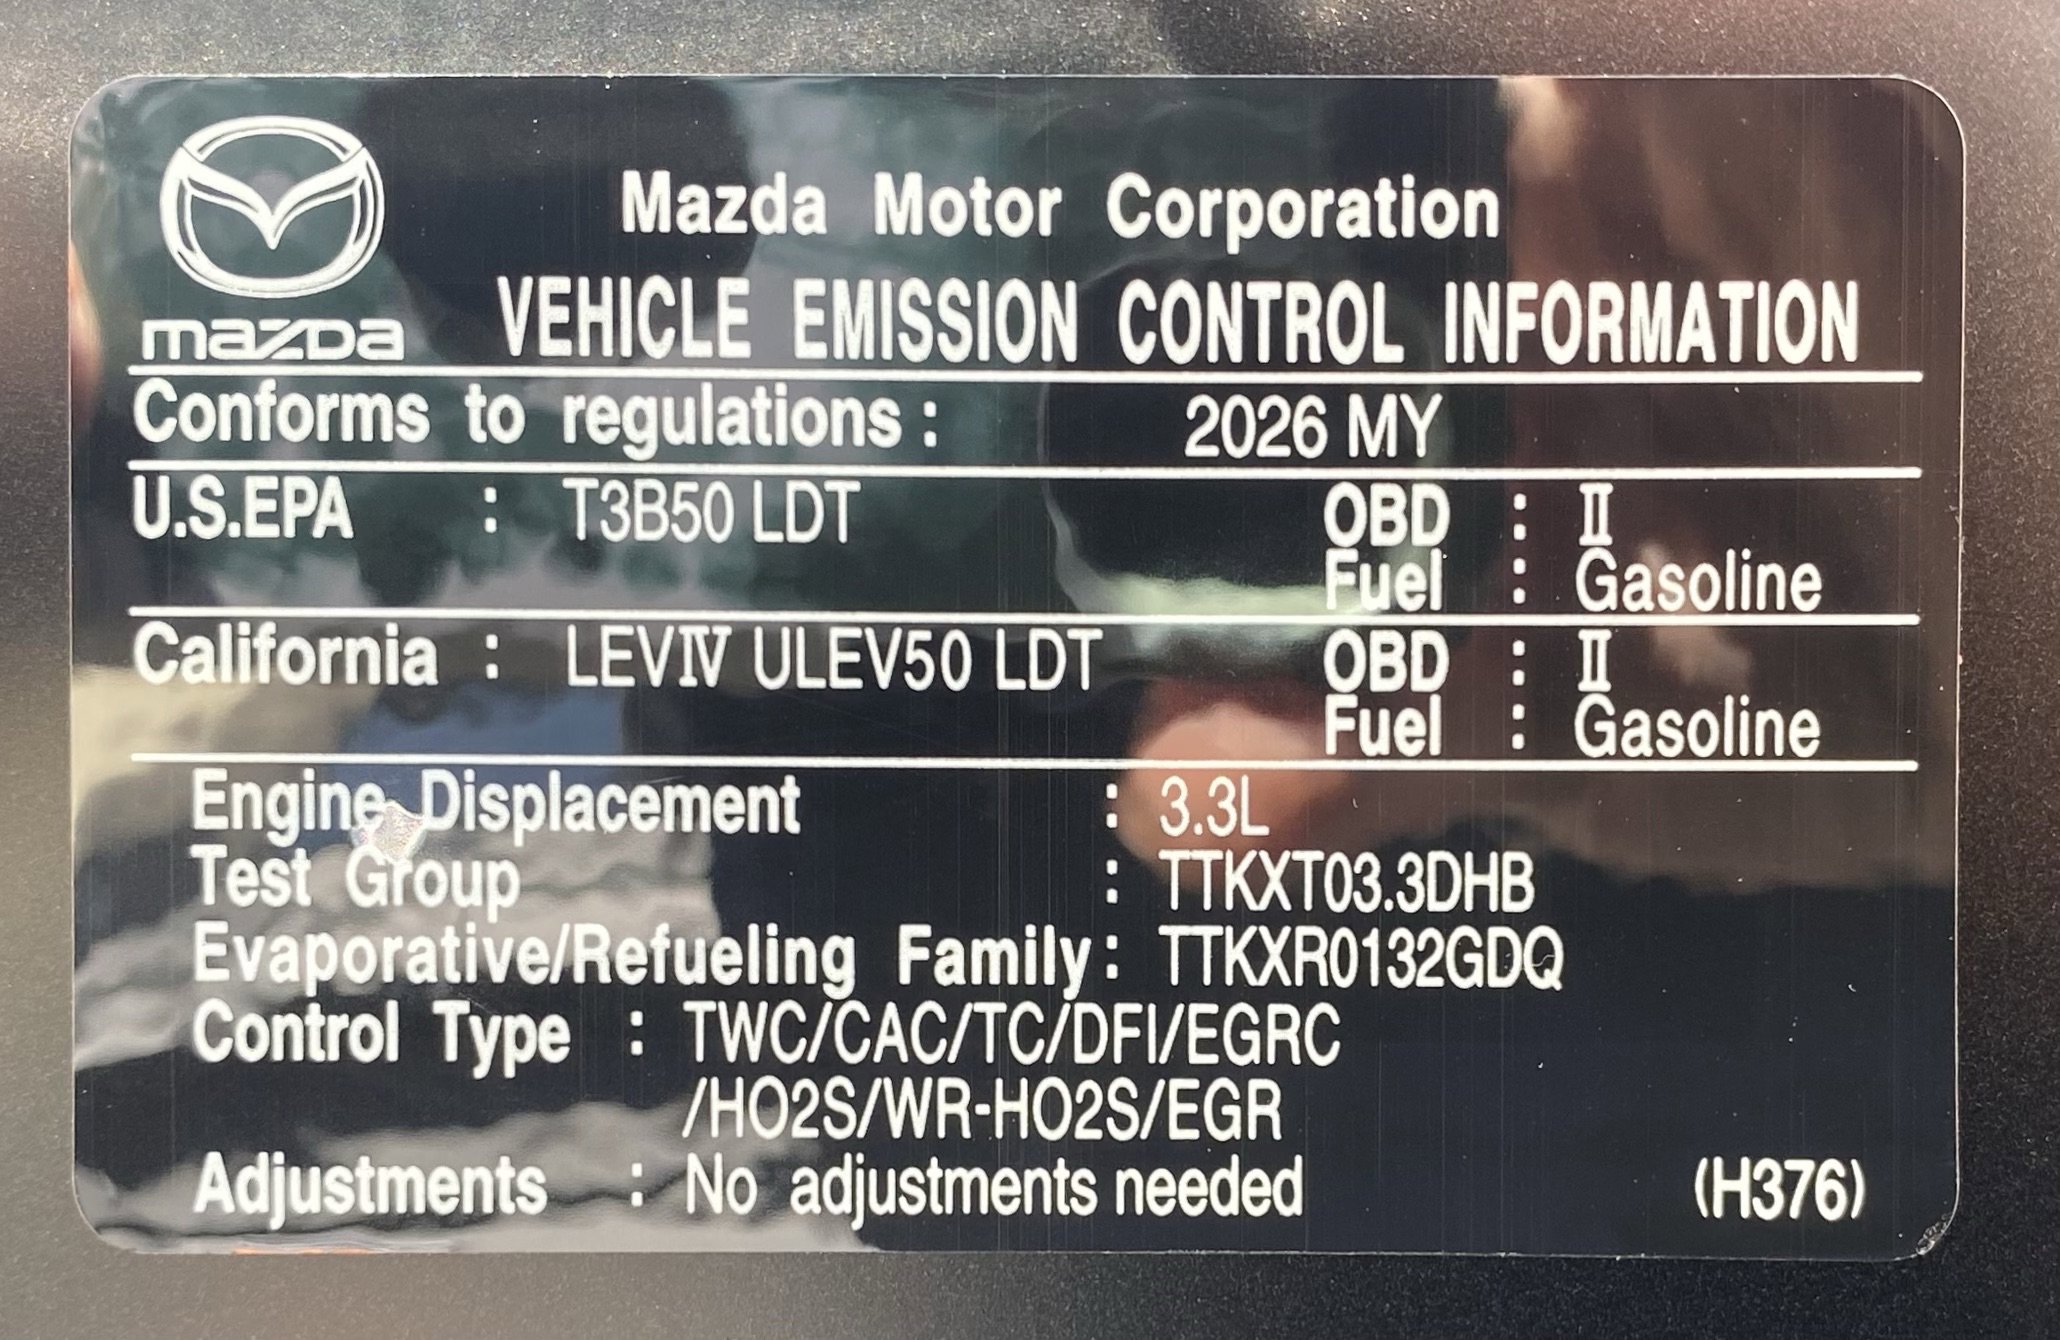 mazda
Mazda Motor Corporation
VEHICLE EMISSION CONTROL INFORMATION
Conforms to regulations : 2026 MY
U.S.EPA : T3B50 LDT OBD : Ⅱ
Fuel : Gasoline
California : LEVⅣ ULEV50 LDT OBD : Ⅱ
Fuel : Gasoline
Engine Displacement : 3.3L
Test Group : TTKXT03.3DHB
Evaporative/Refueling Family : TTKXR0132GDQ
Control Type : TWC/CAC/TC/DFI/EGRC
/HO2S/WR-HO2S/EGR
Adjustments : No adjustments needed (H376)